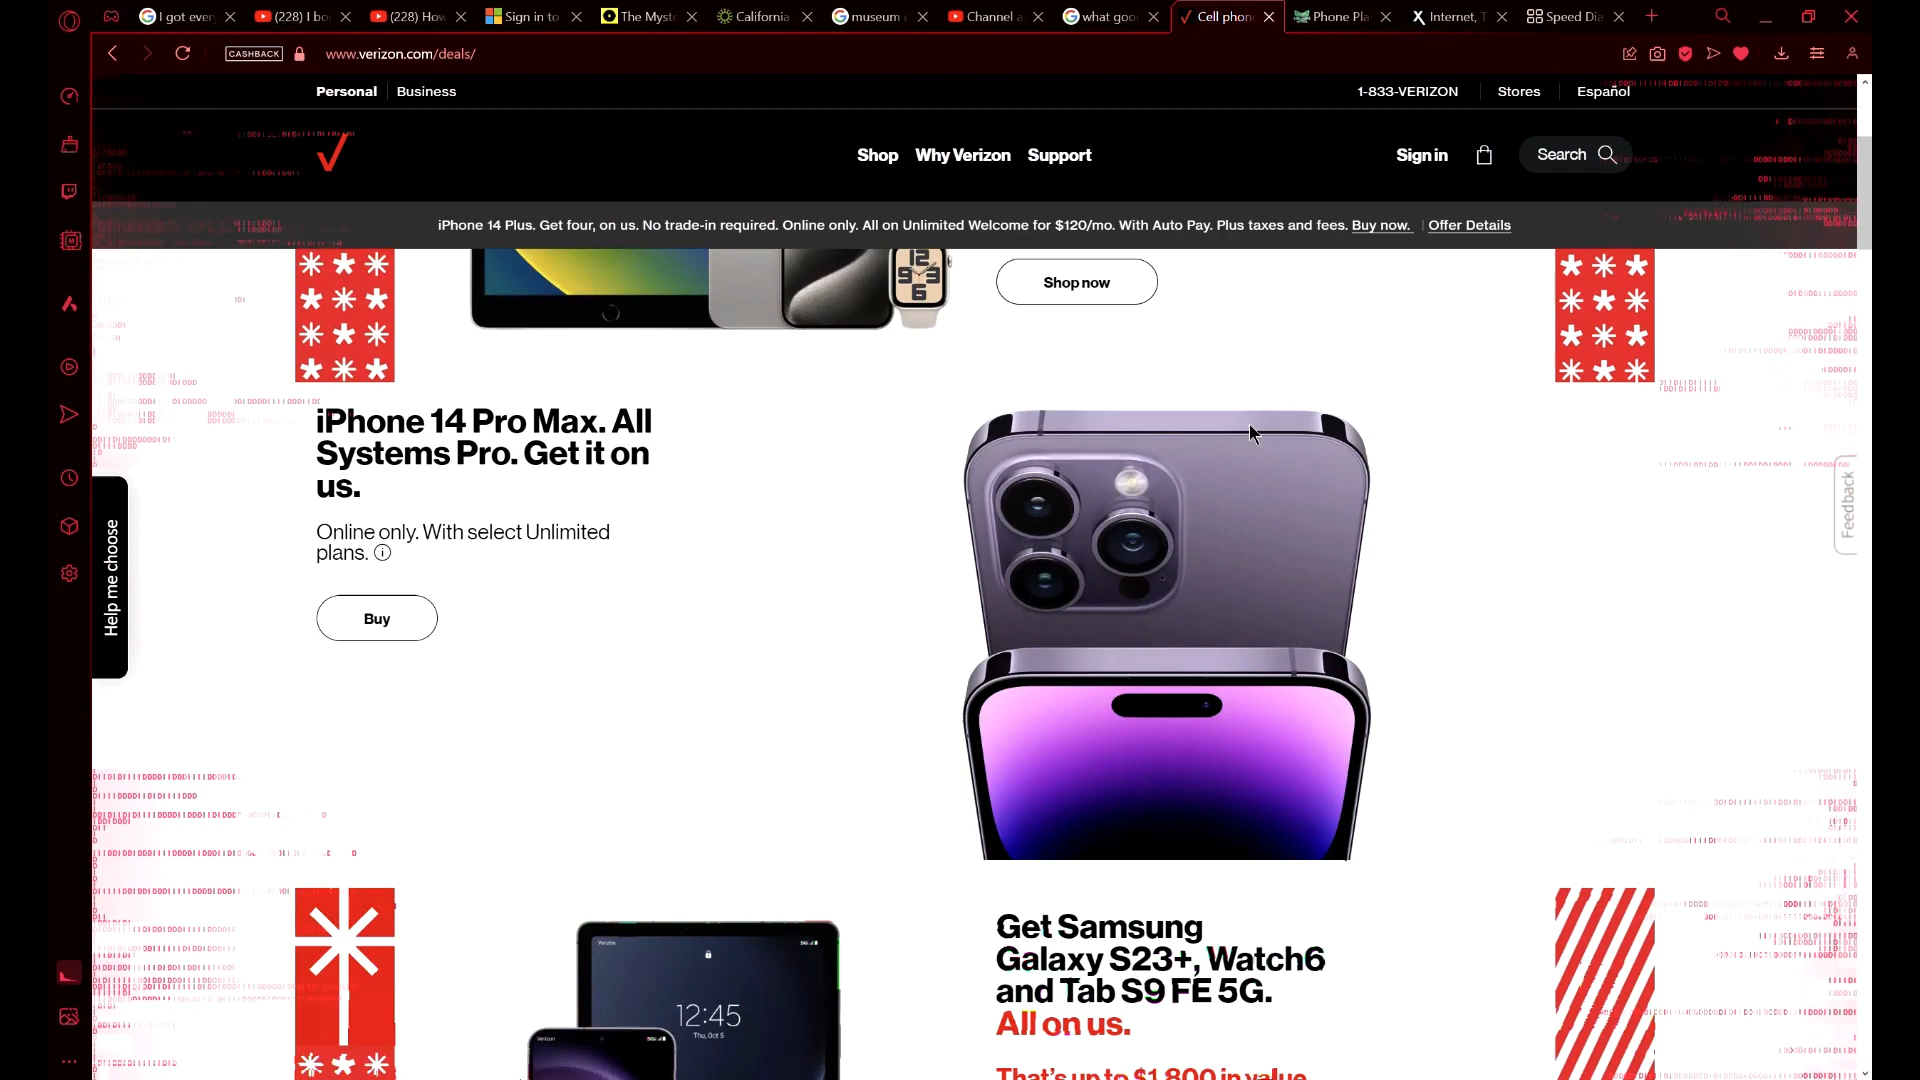 I got ever
(228) I bo
(228) How
Sign in to
The Myst
California
museum
Channel a
what goo
Cell phon
Phone Pla
Internet, T
Speed Dia
CASHBACK
www.verizon.com/deals/
Personal
Business
1-833-VERIZON
Stores
Español
Shop
Why Verizon
Support
Sign in
Search
iPhone 14 Plus. Get four, on us. No trade-in required. Online only. All on Unlimited Welcome for $120/mo. With Auto Pay. Plus taxes and fees. Buy now. | Offer Details
Shop now
iPhone 14 Pro Max. All
Systems Pro. Get it on
us.
Online only. With select Unlimited
plans.
Buy
Help me choose
Feedback
Get Samsung
Galaxy S23+, Watch6
and Tab S9 FE 5G.
All on us.
That's up to $1,800 in value
Verizon
12:45
Thu, Oct 5
Verizon